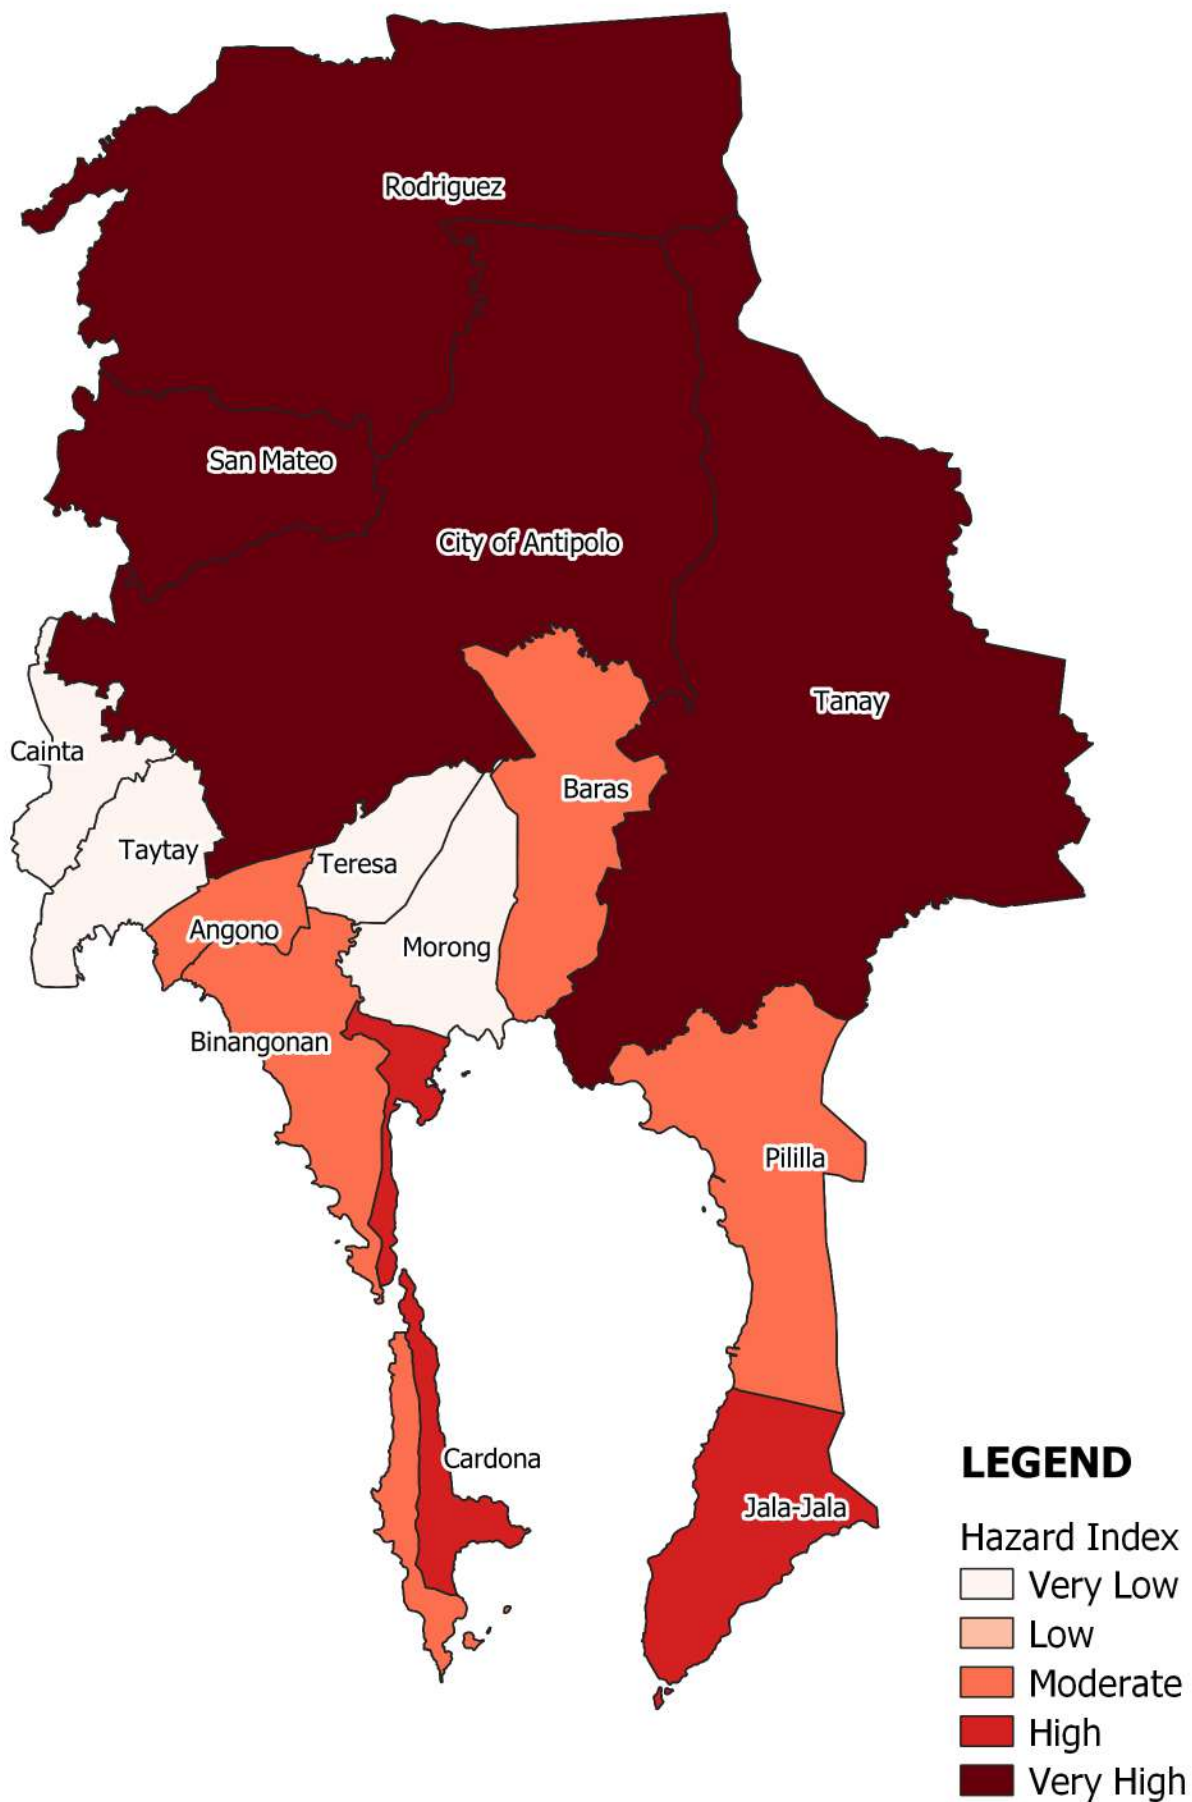 Rodriguez
San Mateo
City of Antipolo
Tanay
Cainta
Baras
Taytay
Teresa
Angono
Morong
Binangonan
Pililla
Cardona
Jala-Jala
LEGEND
Hazard Index
Very Low
Low
Moderate
High
Very High